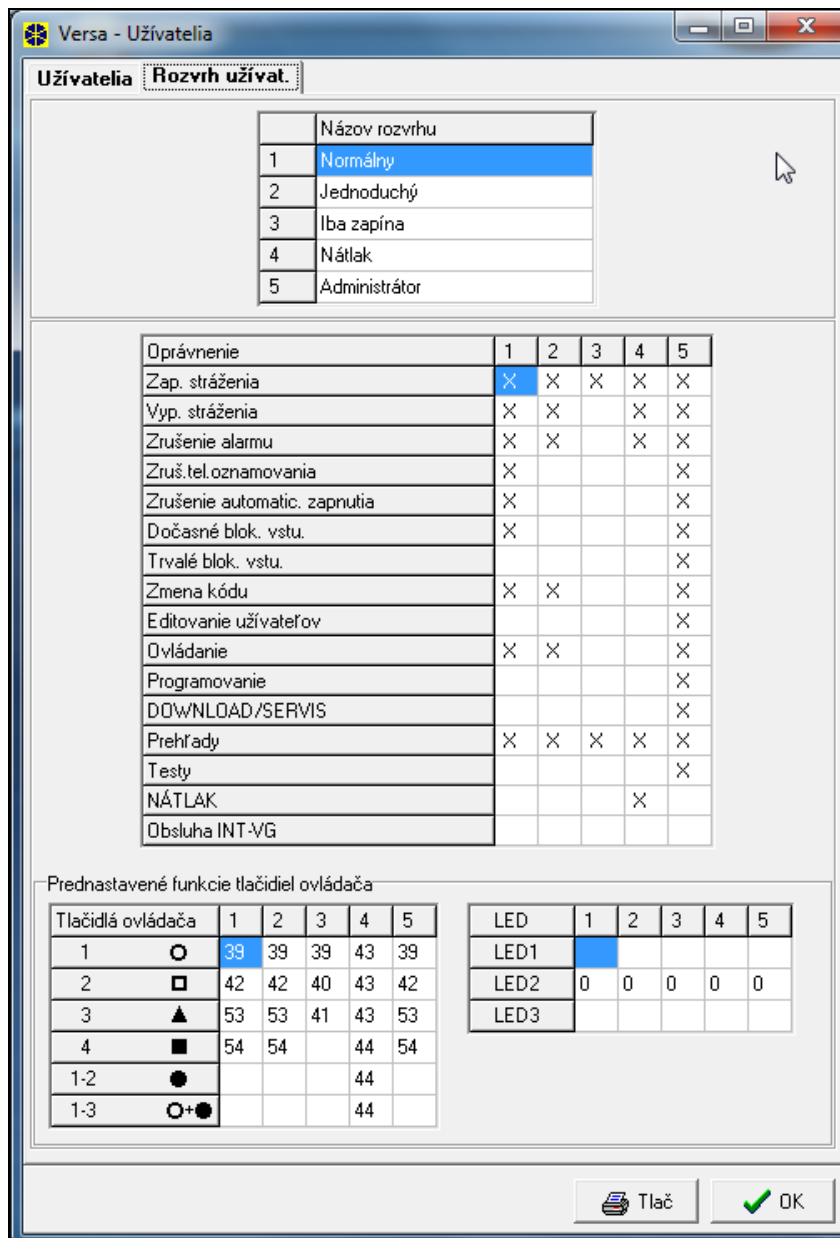 Versa - Užívatelia
Užívatelia Rozvrh užívat.
Názov rozvrhu
1 Normálny
2 Jednoduchý
3 Iba zapína
4 Nátlak
5 Administrátor
Oprávnenie 1 2 3 4 5
Zap. stráženia X X X X X
Vyp. stráženia X X X X
Zrušenie alarmu X X X X
Zruš.tel.oznamovania X X
Zrušenie automatic. zapnutia X X
Dočasné blok. vstu. X X
Trvalé blok. vstu. X
Zmena kódu X X X
Editovanie užívateľov X
Ovládanie X X X
Programovanie X
DOWNLOAD/SERVIS X
Prehľady X X X X X
Testy X
NÁTLAK X
Obsluha INT-VG
Prednastavené funkcie tlačidiel ovládača
Tlačidlá ovládača 1 2 3 4 5
1 39 39 39 43 39
2 42 42 40 43 42
3 53 53 41 43 53
4 54 54 44 54
1-2 44
1-3 + 44
LED 1 2 3 4 5
LED1
LED2 0 0 0 0 0
LED3
Tlač OK